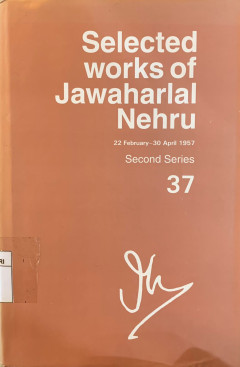 Selected
works of
Jawaharlal
Nehru
22 February–30 April 1957
Second Series
37